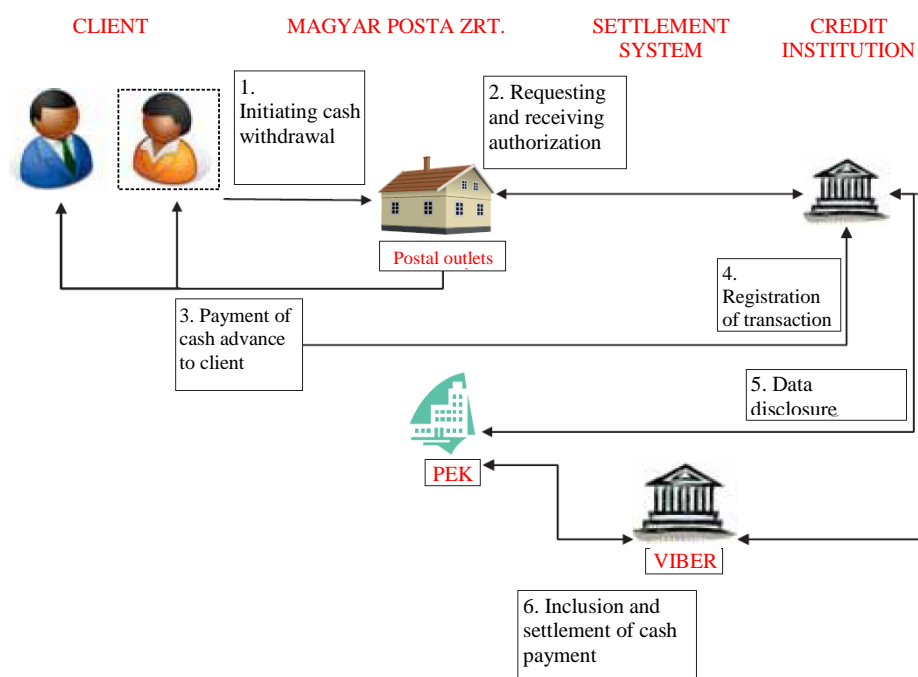 CLIENT
MAGYAR POSTA ZRT.
SETTLEMENT
SYSTEM
CREDIT
INSTITUTION
1.
Initiating cash
withdrawal
2. Requesting
and receiving
authorization
Postal outlets
3. Payment of
cash advance
to client
4.
Registration
of transaction
5. Data
disclosure
PEK
VIBER
6. Inclusion and
settlement of cash
payment